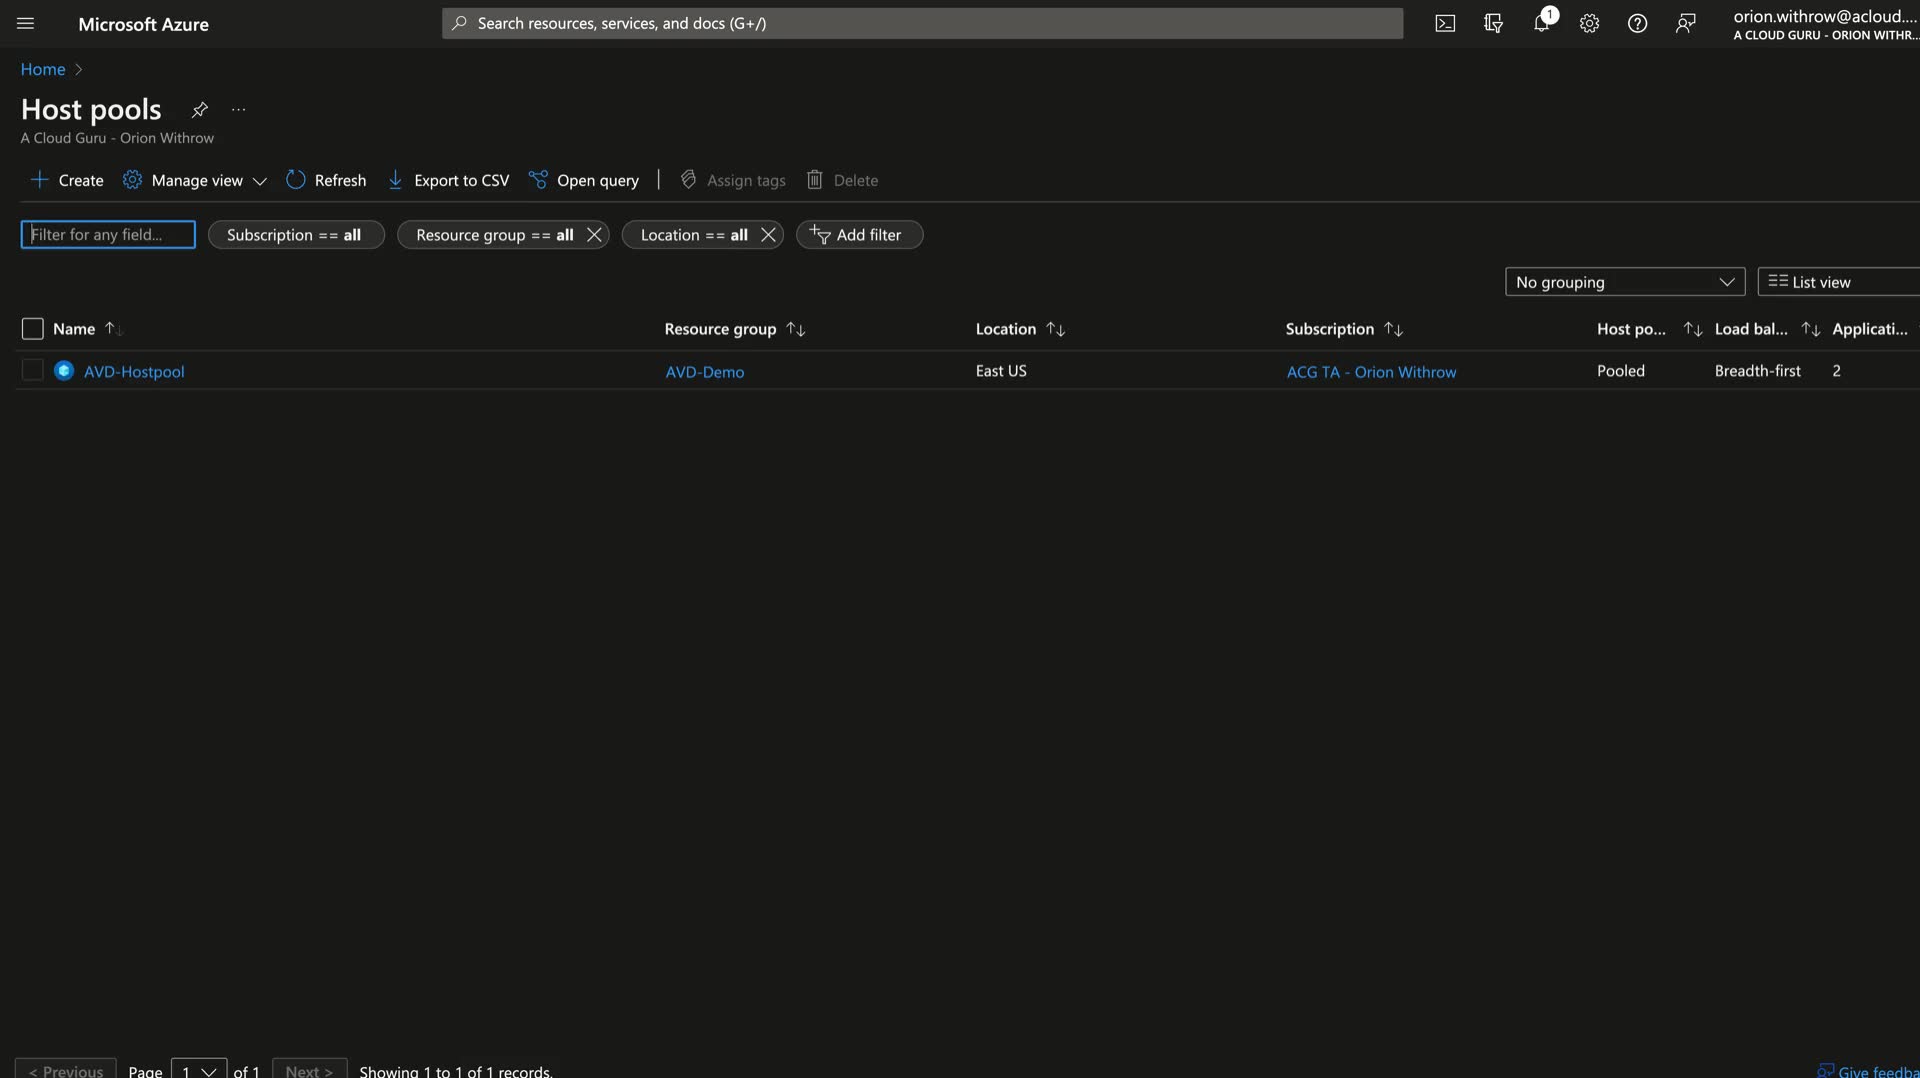 Microsoft Azure
Search resources, services, and docs (G+/)
1
orion.withrow@acloud....
A CLOUD GURU - ORION WITHR...
Home
Host pools
...
A Cloud Guru - Orion Withrow
Create
Manage view
Refresh
Export to CSV
Open query
Assign tags
Delete
Filter for any field...
Subscription == all
Resource group == all
Location == all
Add filter
No grouping
List view
Name
Resource group
Location
Subscription
Host po...
Load bal...
Applicati...
AVD-Hostpool
AVD-Demo
East US
ACG TA - Orion Withrow
Pooled
Breadth-first
2
< Previous
Page
1
of 1
Next >
Showing 1 to 1 of 1 records.
Give feedba